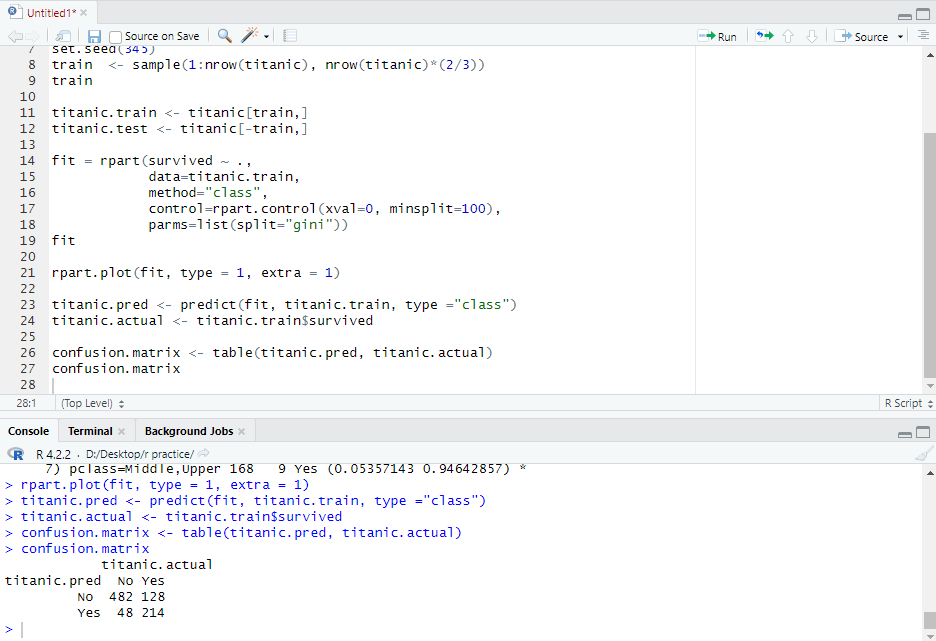 Untitled1*
Source on Save
Run
Source
7 set.seed(345)
8 train  <- sample(1:nrow(titanic), nrow(titanic)*(2/3))
9 train
10
11 titanic.train <- titanic[train,]
12 titanic.test <- titanic[-train,]
13
14 fit = rpart(survived ~ .,
15             data=titanic.train,
16             method="class",
17             control=rpart.control(xval=0, minsplit=100),
18             parms=list(split="gini"))
19 fit
20
21 rpart.plot(fit, type = 1, extra = 1)
22
23 titanic.pred <- predict(fit, titanic.train, type ="class")
24 titanic.actual <- titanic.train$survived
25
26 confusion.matrix <- table(titanic.pred, titanic.actual)
27 confusion.matrix
28
28:1 (Top Level) R Script
Console Terminal Background Jobs
R 4.2.2 · D:/Desktop/r practice/
7) pclass=Middle,Upper 168   9 Yes (0.05357143 0.94642857) *
> rpart.plot(fit, type = 1, extra = 1)
> titanic.pred <- predict(fit, titanic.train, type ="class")
> titanic.actual <- titanic.train$survived
> confusion.matrix <- table(titanic.pred, titanic.actual)
> confusion.matrix
            titanic.actual
titanic.pred  No Yes
         No  482 128
         Yes  48 214
>